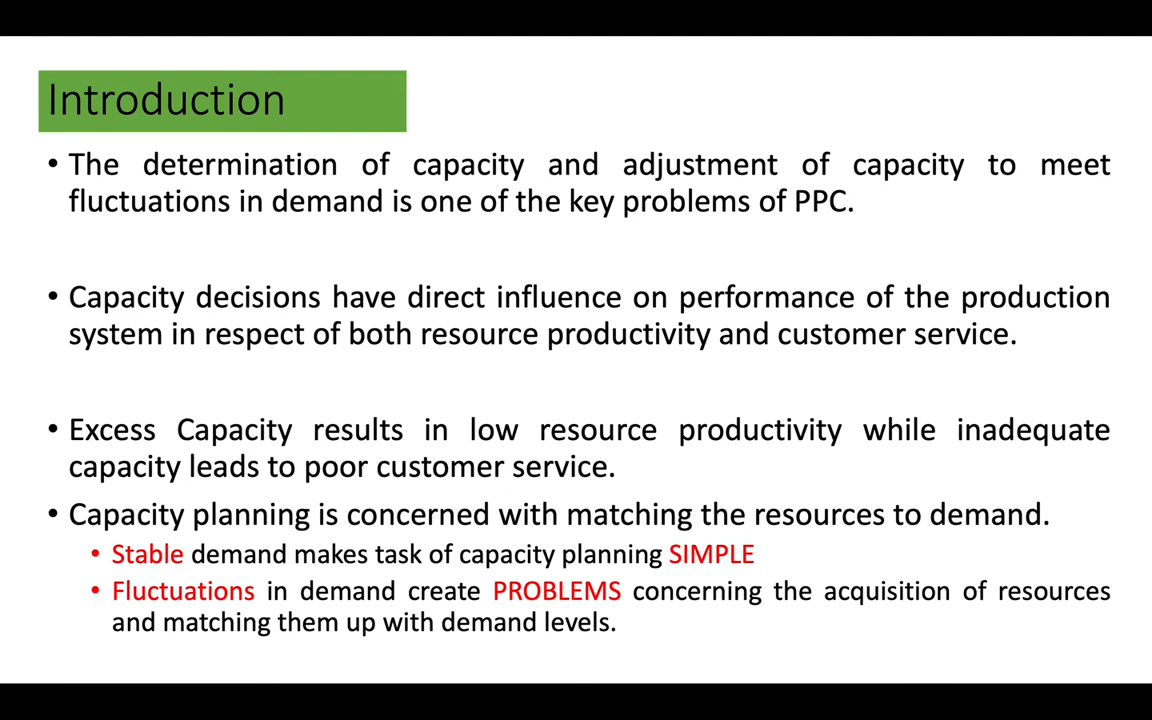 Introduction
• The determination of capacity and adjustment of capacity to meet
fluctuations in demand is one of the key problems of PPC.
• Capacity decisions have direct influence on performance of the production
system in respect of both resource productivity and customer service.
• Excess Capacity results in low resource productivity while inadequate
capacity leads to poor customer service.
• Capacity planning is concerned with matching the resources to demand.
• Stable demand makes task of capacity planning SIMPLE
• Fluctuations in demand create PROBLEMS concerning the acquisition of resources
and matching them up with demand levels.